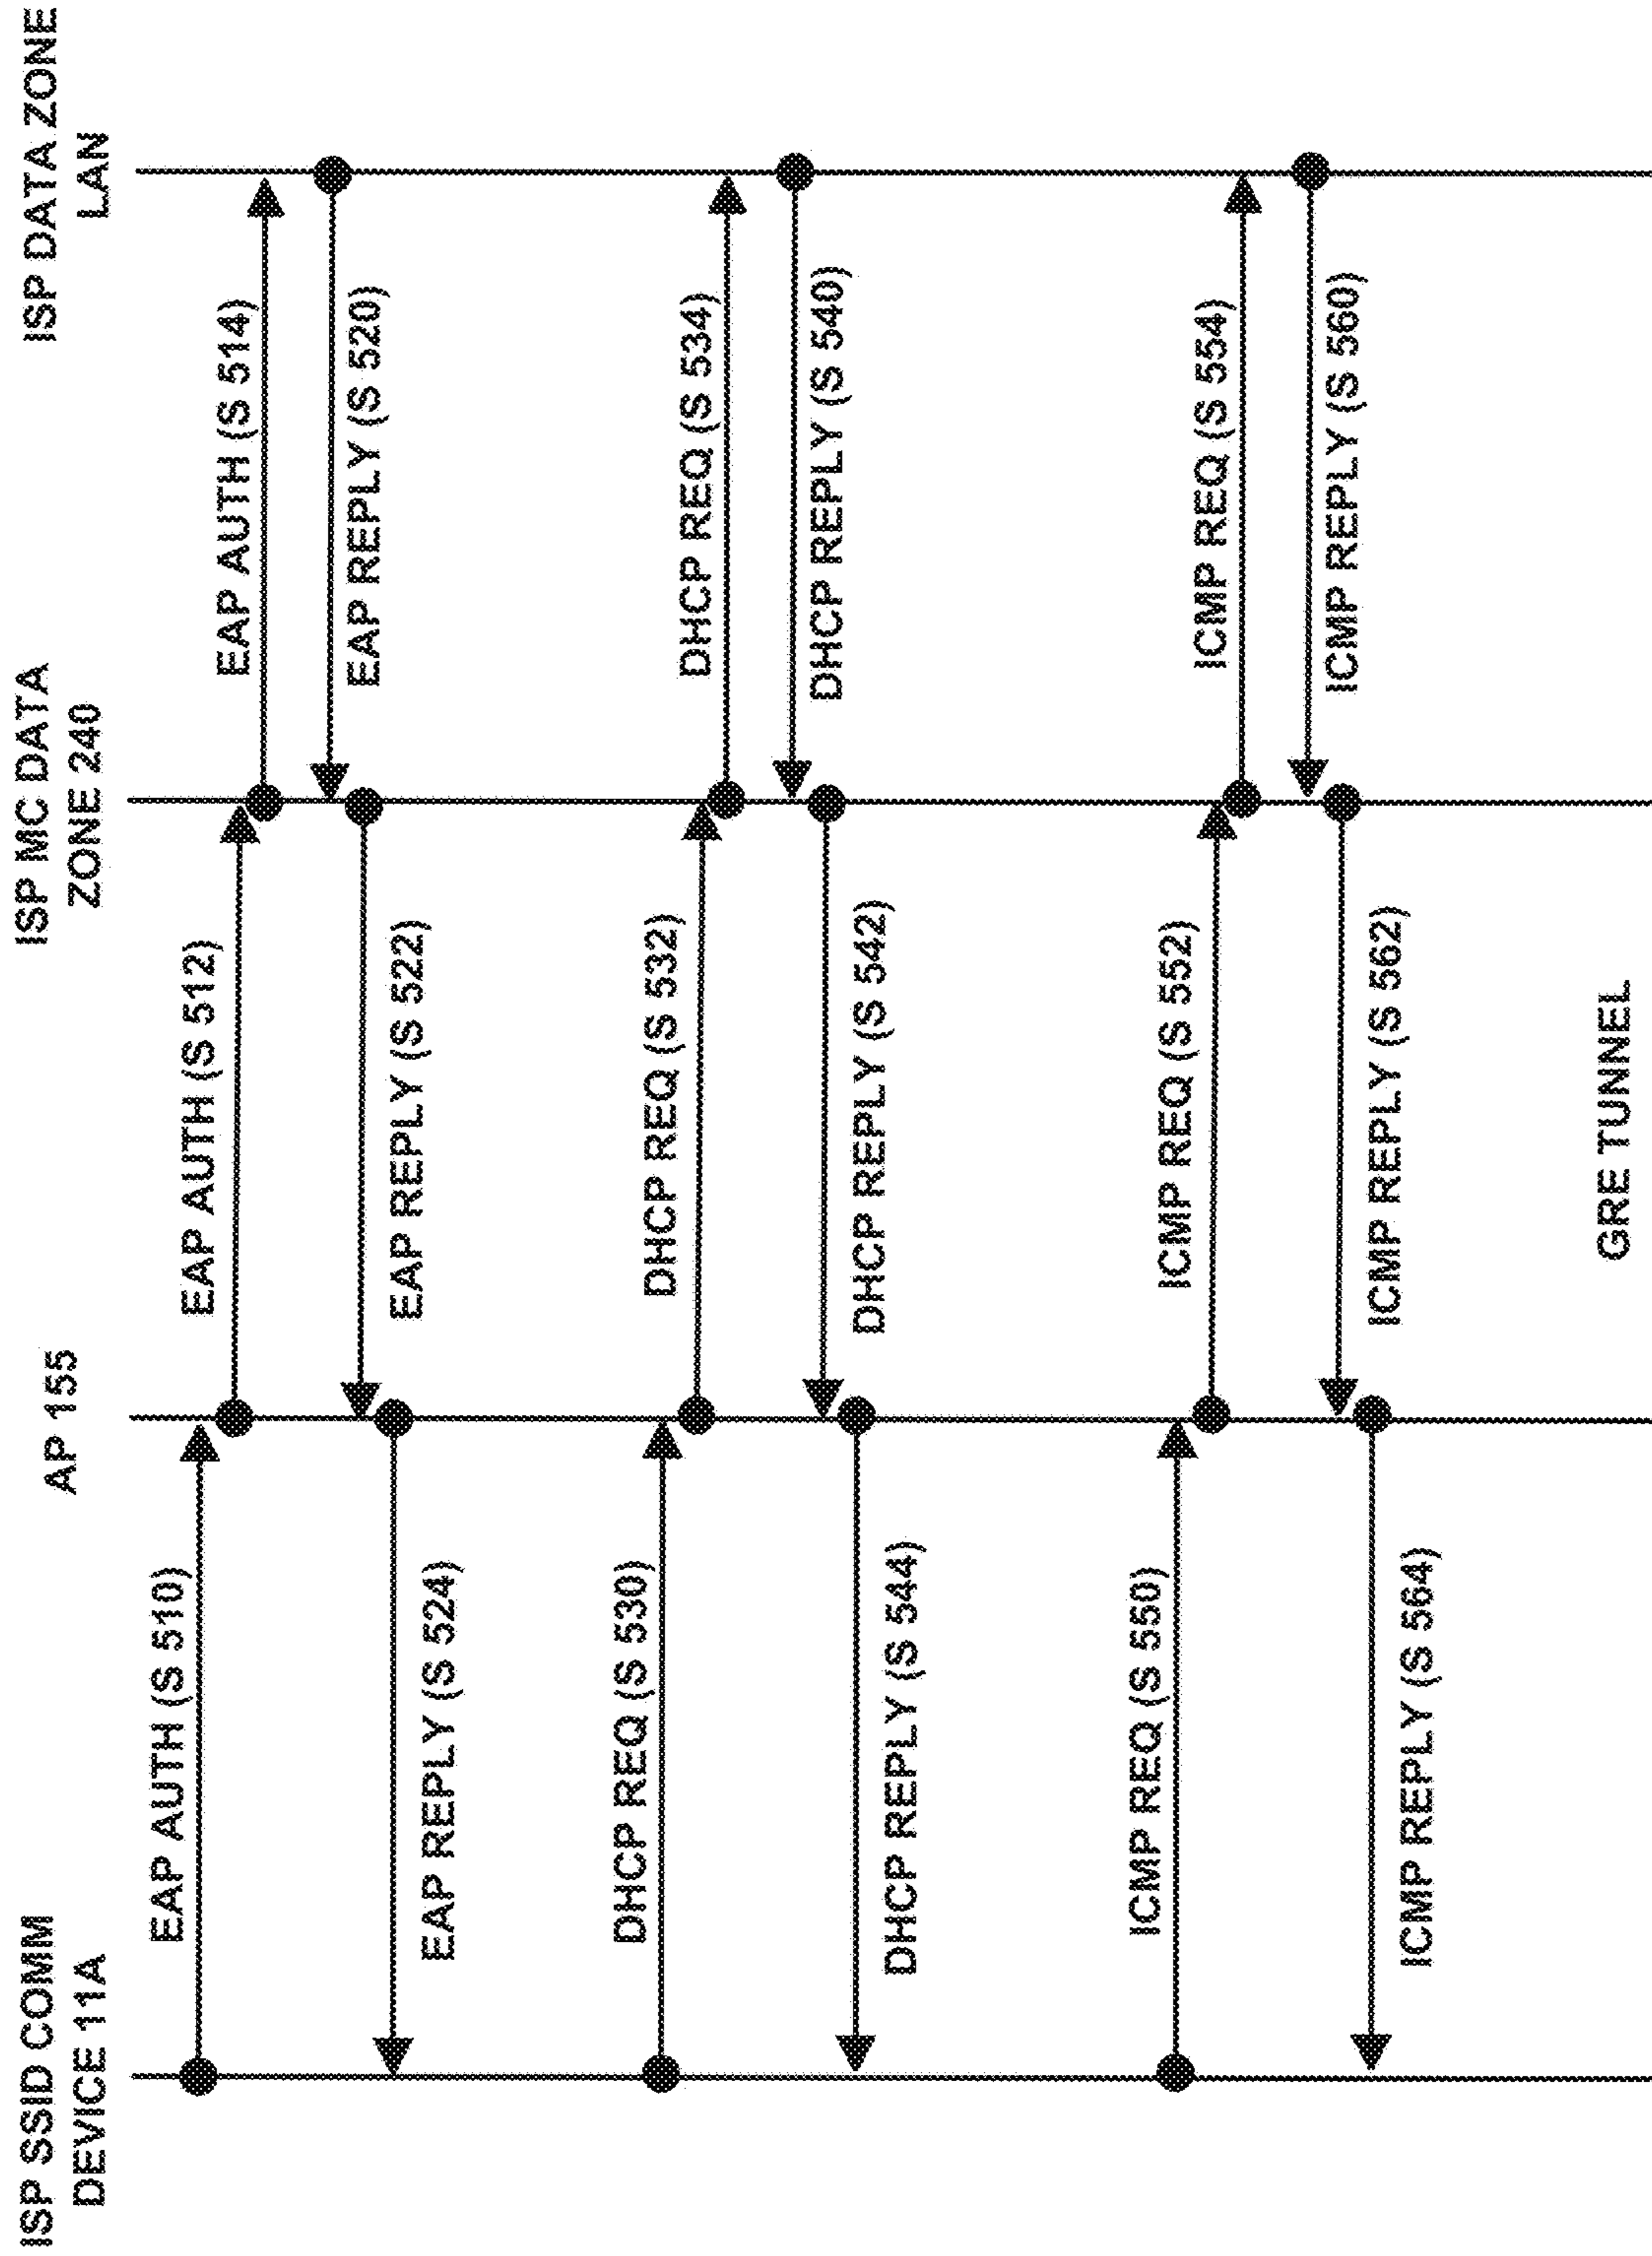 ISP SSID COMM
DEVICE 11A
AP 155
ISP MC DATA
ZONE 240
ISP DATA ZONE
LAN
EAP AUTH (S 510)
EAP AUTH (S 512)
EAP AUTH (S 514)
EAP REPLY (S 520)
EAP REPLY (S 522)
EAP REPLY (S 524)
DHCP REQ (S 530)
DHCP REQ (S 532)
DHCP REQ (S 534)
DHCP REPLY (S 540)
DHCP REPLY (S 542)
DHCP REPLY (S 544)
ICMP REQ (S 550)
ICMP REQ (S 552)
ICMP REQ (S 554)
ICMP REPLY (S 560)
ICMP REPLY (S 562)
ICMP REPLY (S 564)
GRE TUNNEL